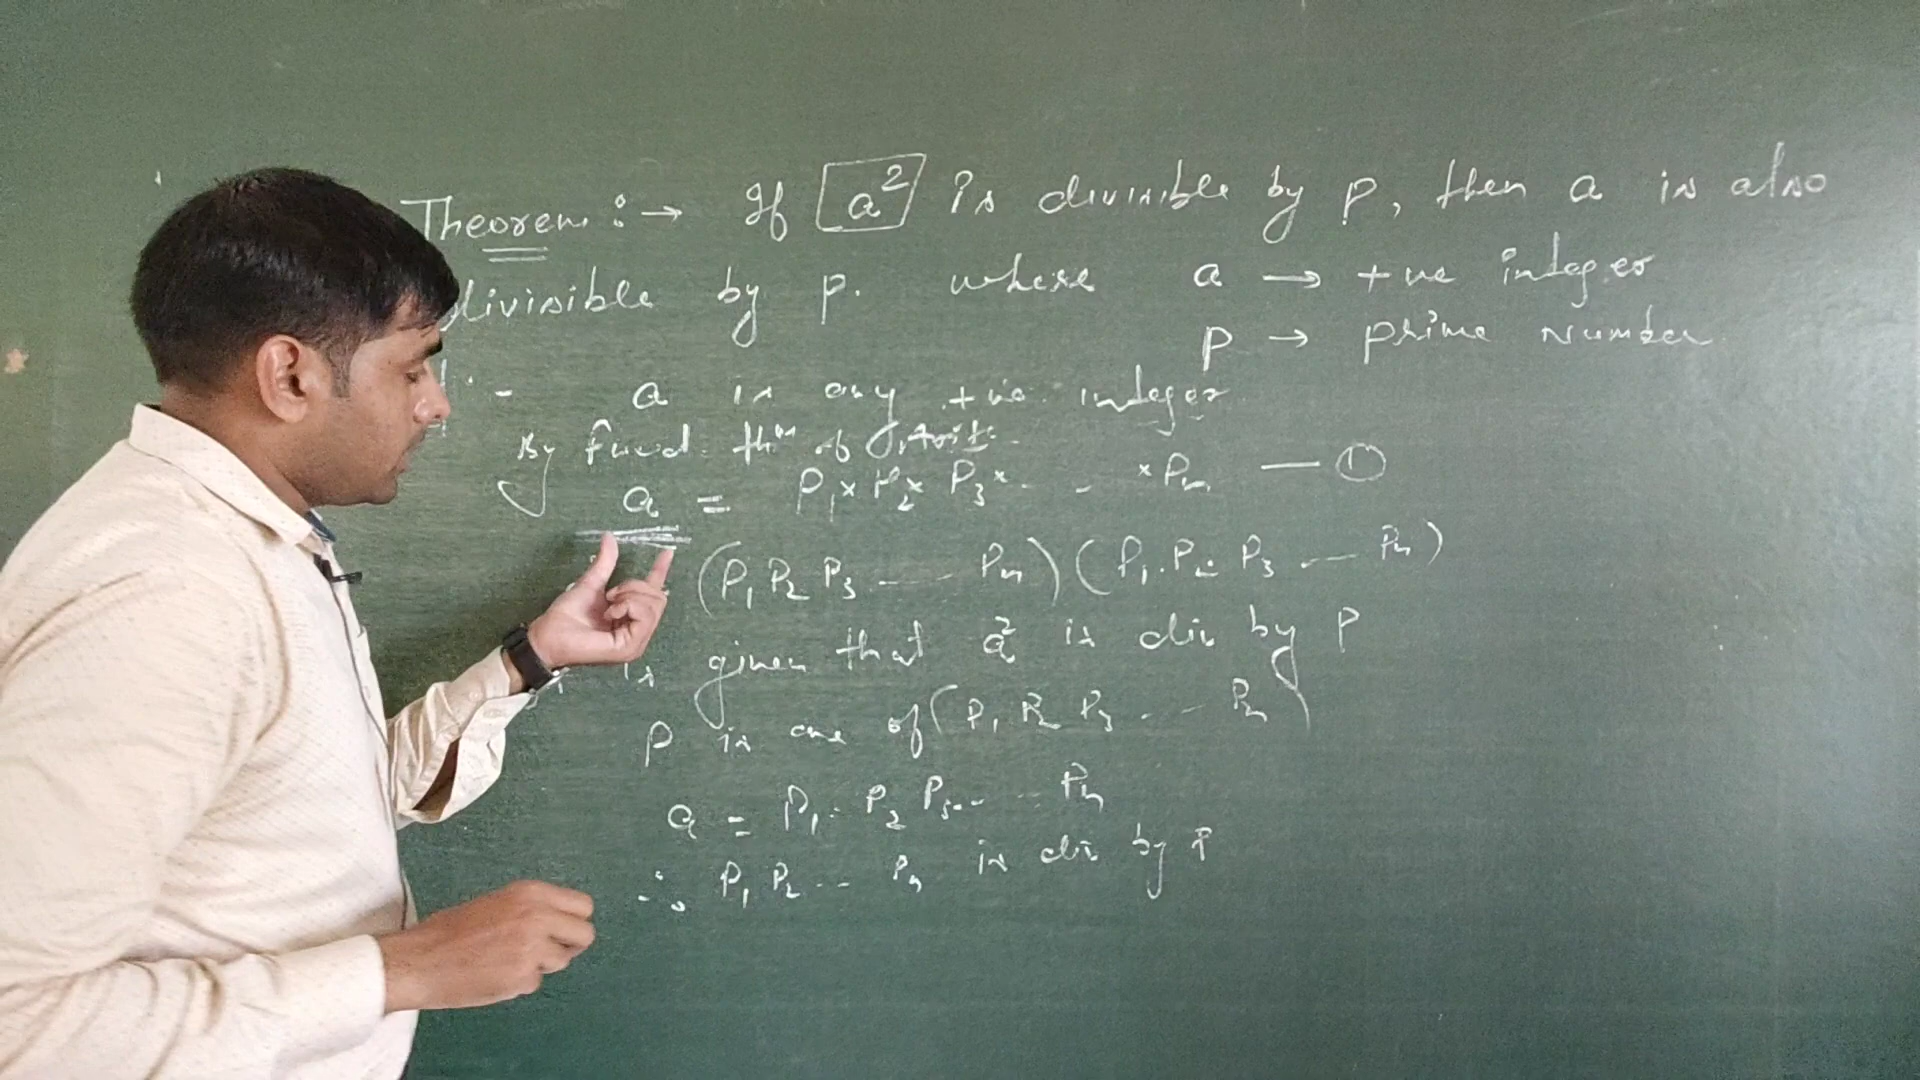 Theorem :→ If a² is divisible by p, then a is also
divisible by p. where a → +ve integer
p → prime number
a is any +ve integer
By fund. thm of
a = P₁ × P₂ × P₃ × . . × Pn — ①
(P₁ P₂ P₃ ---- Pn) (P₁ . P₂ . P₃ .-- Pn)
is given that a² is div by p
p is one of (P₁ P₂ P₃ . -- Pn)
a = P₁ . P₂ P₃.-- -- Pn
∴ P₁ P₂ .. -- Pn is div by p